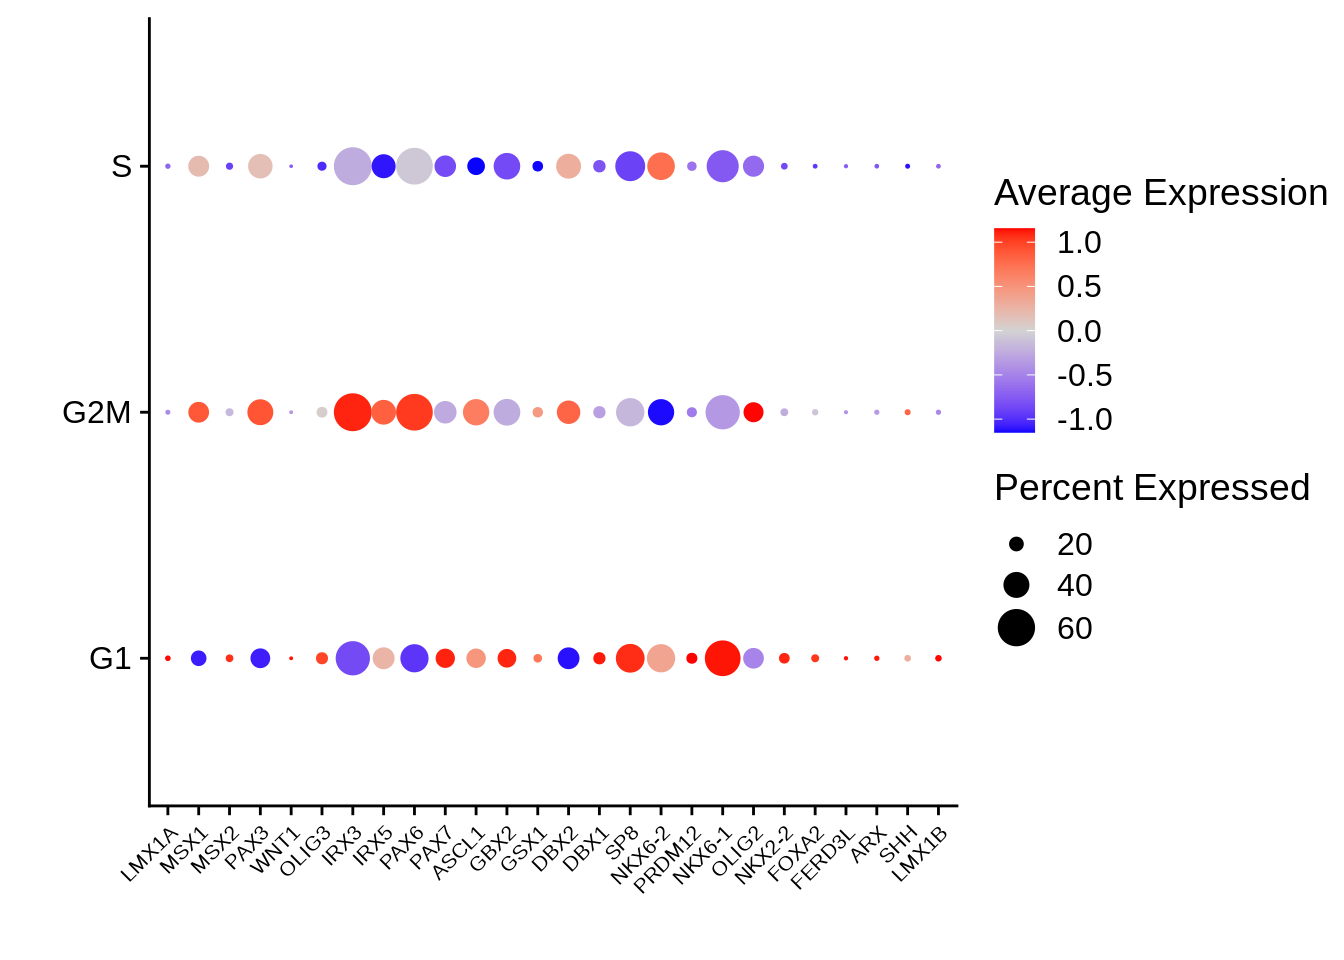 S
G2M
G1
LMX1A
MSX1
MSX2
PAX3
WNT1
OLIG3
IRX3
IRX5
PAX6
PAX7
ASCL1
GBX2
GSX1
DBX2
DBX1
SP8
NKX6-2
PRDM12
NKX6-1
OLIG2
NKX2-2
FOXA2
FERD3L
ARX
SHH
LMX1B
Average Expression
1.0
0.5
0.0
-0.5
-1.0
Percent Expressed
20
40
60